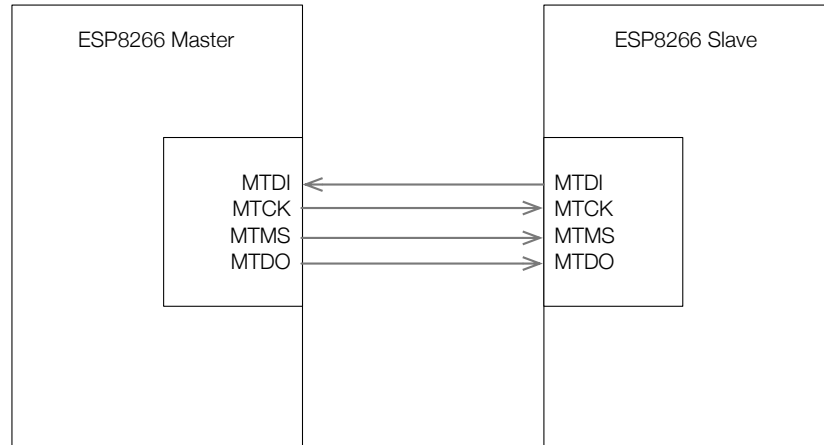 ESP8266 Master
ESP8266 Slave
MTDI
MTCK
MTMS
MTDO
MTDI
MTCK
MTMS
MTDO